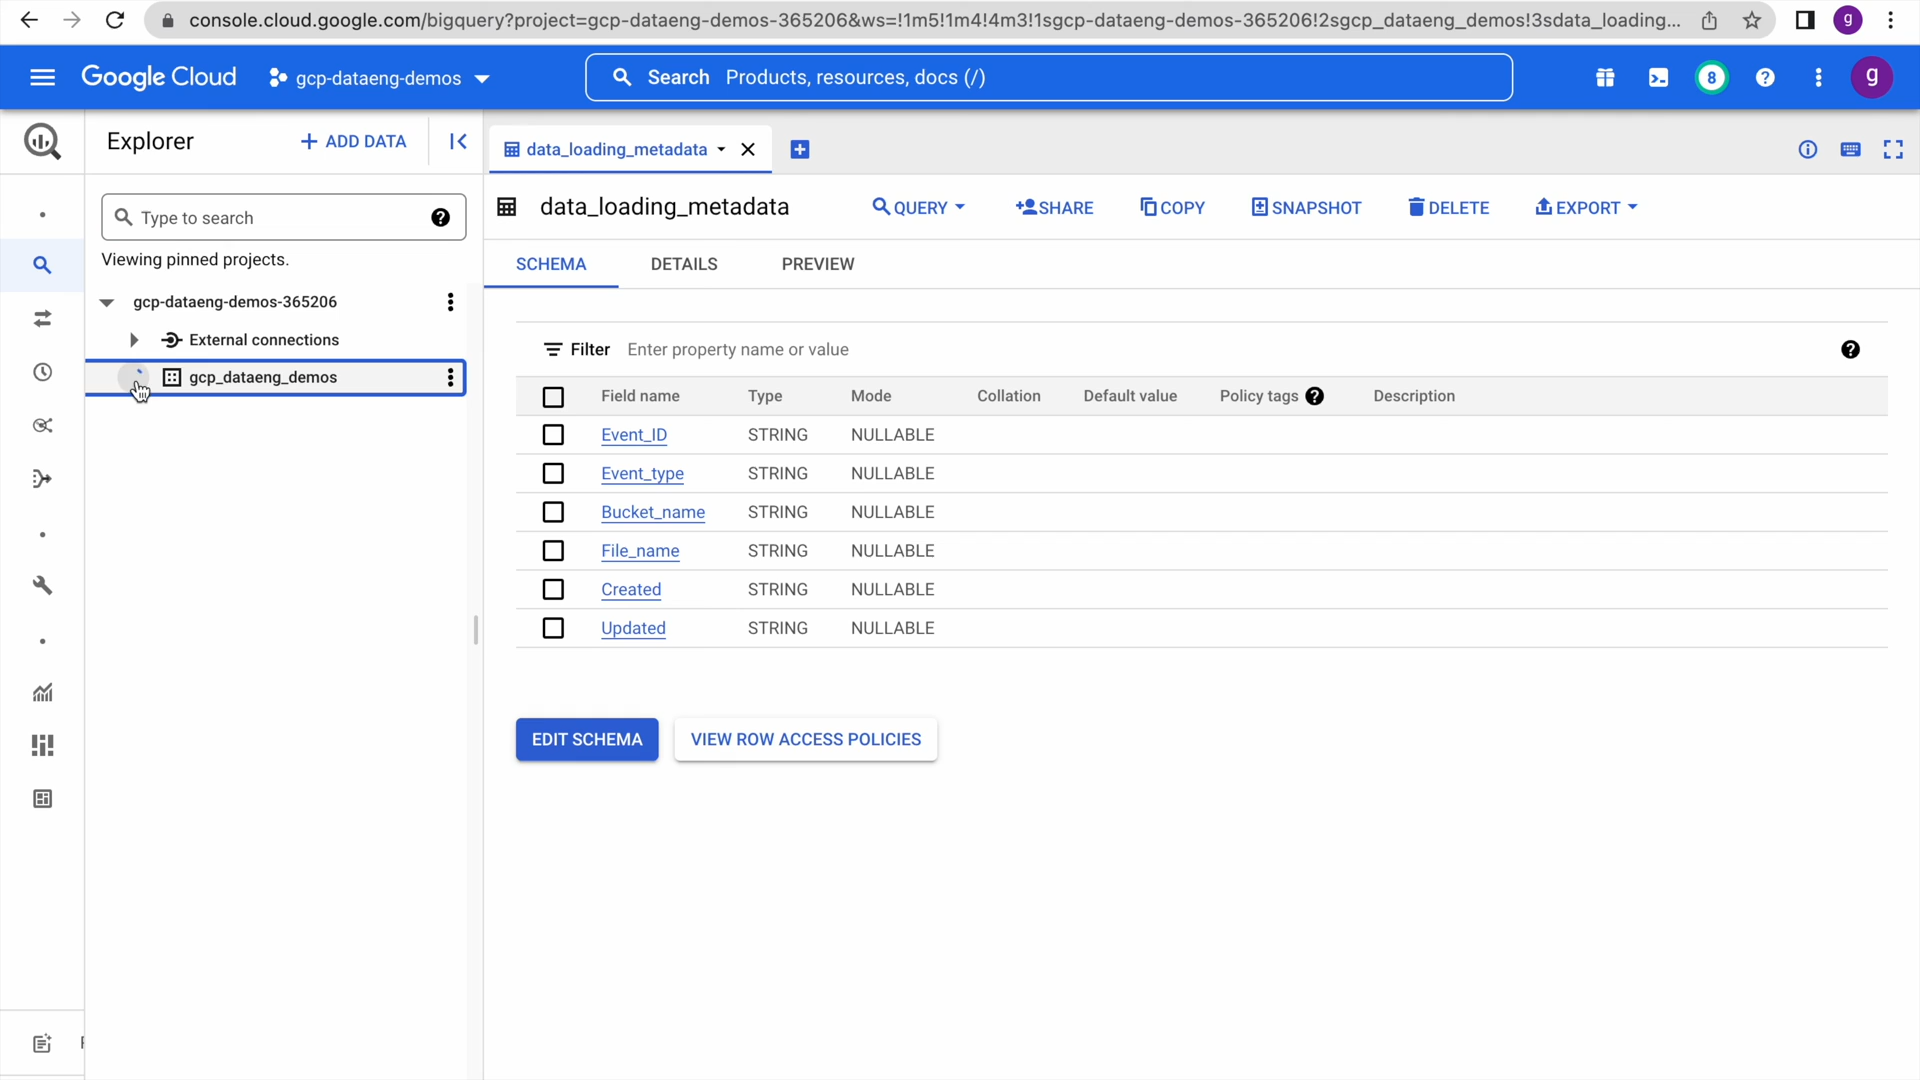 console.cloud.google.com/bigquery?project=gcp-dataeng-demos-365206&ws=!1m5!1m4!4m3!1sgcp-dataeng-demos-365206!2sgcp_dataeng_demos!3sdata_loading...
g
Google Cloud
gcp-dataeng-demos
Search Products, resources, docs (/)
8
g
Explorer
+ ADD DATA
data_loading_metadata
Type to search
Viewing pinned projects.
gcp-dataeng-demos-365206
External connections
gcp_dataeng_demos
data_loading_metadata
QUERY
SHARE
COPY
SNAPSHOT
DELETE
EXPORT
SCHEMA DETAILS PREVIEW
Filter Enter property name or value
Field name Type Mode Collation Default value Policy tags Description
Event_ID STRING NULLABLE
Event_type STRING NULLABLE
Bucket_name STRING NULLABLE
File_name STRING NULLABLE
Created STRING NULLABLE
Updated STRING NULLABLE
EDIT SCHEMA
VIEW ROW ACCESS POLICIES